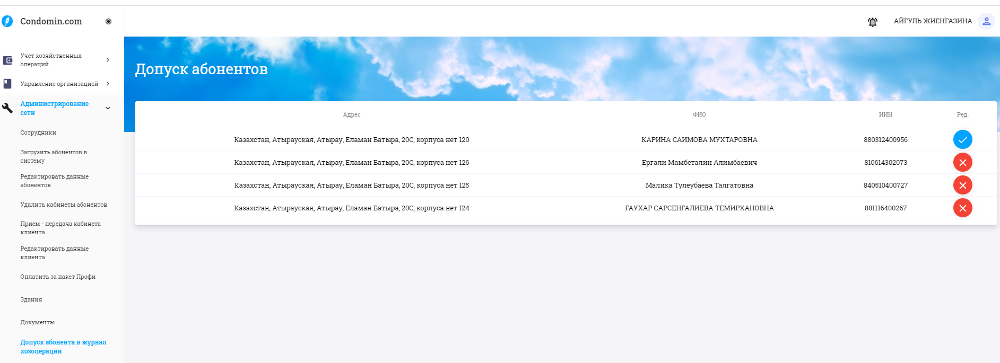 Condomin.com
АЙГУЛЬ ЖИЕНГАЗИНА
Учет хозяйственных
операций
Управление организацией
Администрирование
сети
Сотрудники
Загрузить абонентов в
систему
Редактировать данные
абонентов
Удалить кабинеты абонентов
Прием - передача кабинета
клиента
Редактировать данные
клиента
Оплатить за пакет Профи
Здания
Документы
Допуск абонента в журнал
хозоперации
Допуск абонентов
Адрес ФИО ИИН Ред.
Казахстан, Атырауская, Атырау, Еламан Батыра, 20С, корпуса нет 120 КАРИНА САИМОВА МУХТАРОВНА 880312400956
Казахстан, Атырауская, Атырау, Еламан Батыра, 20С, корпуса нет 126 Ергали Мамбеталин Алимбаевич 810614302073
Казахстан, Атырауская, Атырау, Еламан Батыра, 20С, корпуса нет 125 Малика Тулеубаева Талгатовна 840510400727
Казахстан, Атырауская, Атырау, Еламан Батыра, 20С, корпуса нет 124 ГАУХАР САРСЕНГАЛИЕВА ТЕМИРХАНОВНА 881116400267